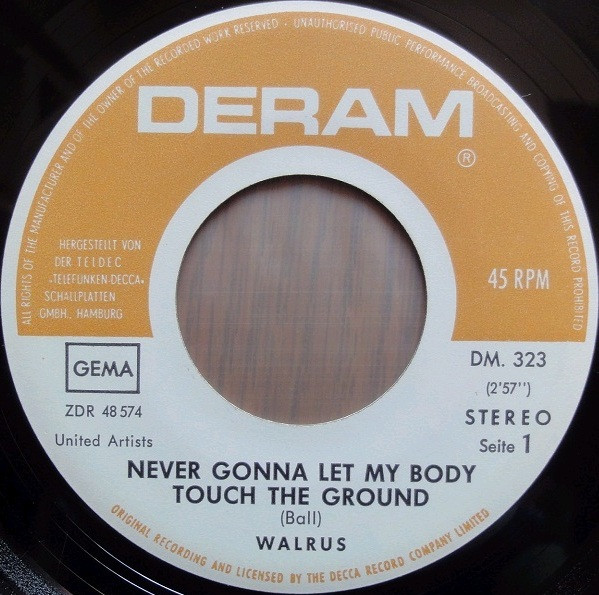 ALL RIGHTS OF THE MANUFACTURER AND OF THE OWNER OF THE RECORDED WORK RESERVED - UNAUTHORISED PUBLIC PERFORMANCE BROADCASTING AND COPYING OF THIS RECORD PROHIBITED
DERAM®
HERGESTELLT VON
DER TELDEC
»TELEFUNKEN-DECCA«
SCHALLPLATTEN
GMBH., HAMBURG
45 RPM
GEMA
ZDR 48 574
United Artists
DM. 323
(2'57'')
STEREO
Seite 1
NEVER GONNA LET MY BODY
TOUCH THE GROUND
(Ball)
WALRUS
ORIGINAL RECORDING AND LICENSED BY THE DECCA RECORD COMPANY LIMITED